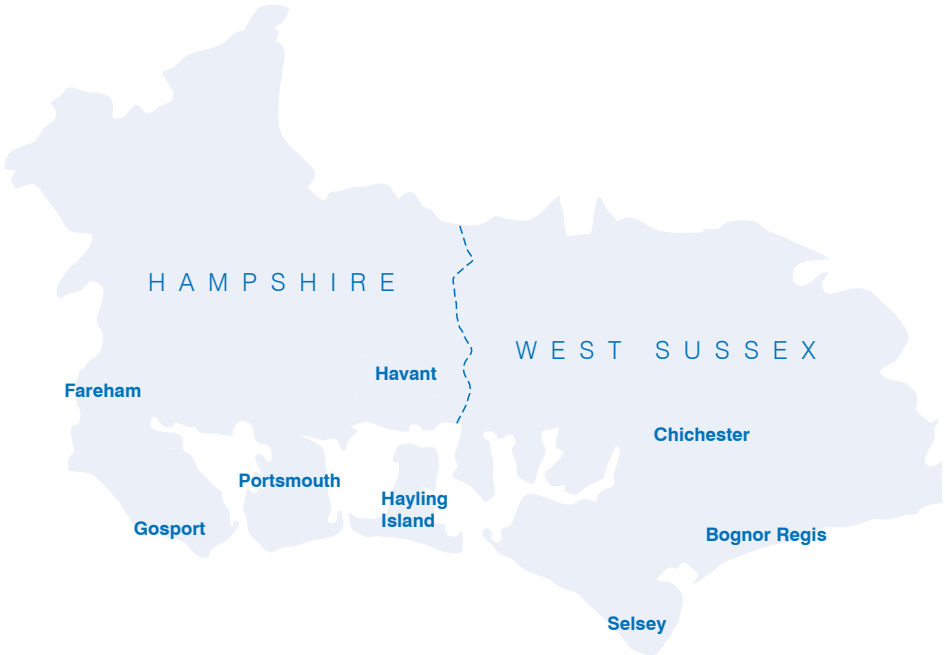 HAMPSHIRE
WEST SUSSEX
Havant
Fareham
Chichester
Portsmouth
Hayling
Island
Gosport
Bognor Regis
Selsey